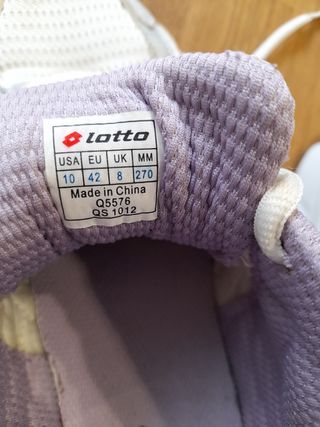 lotto
USA EU UK MM
10 42 8 270
Made in China
Q5576
QS 1012